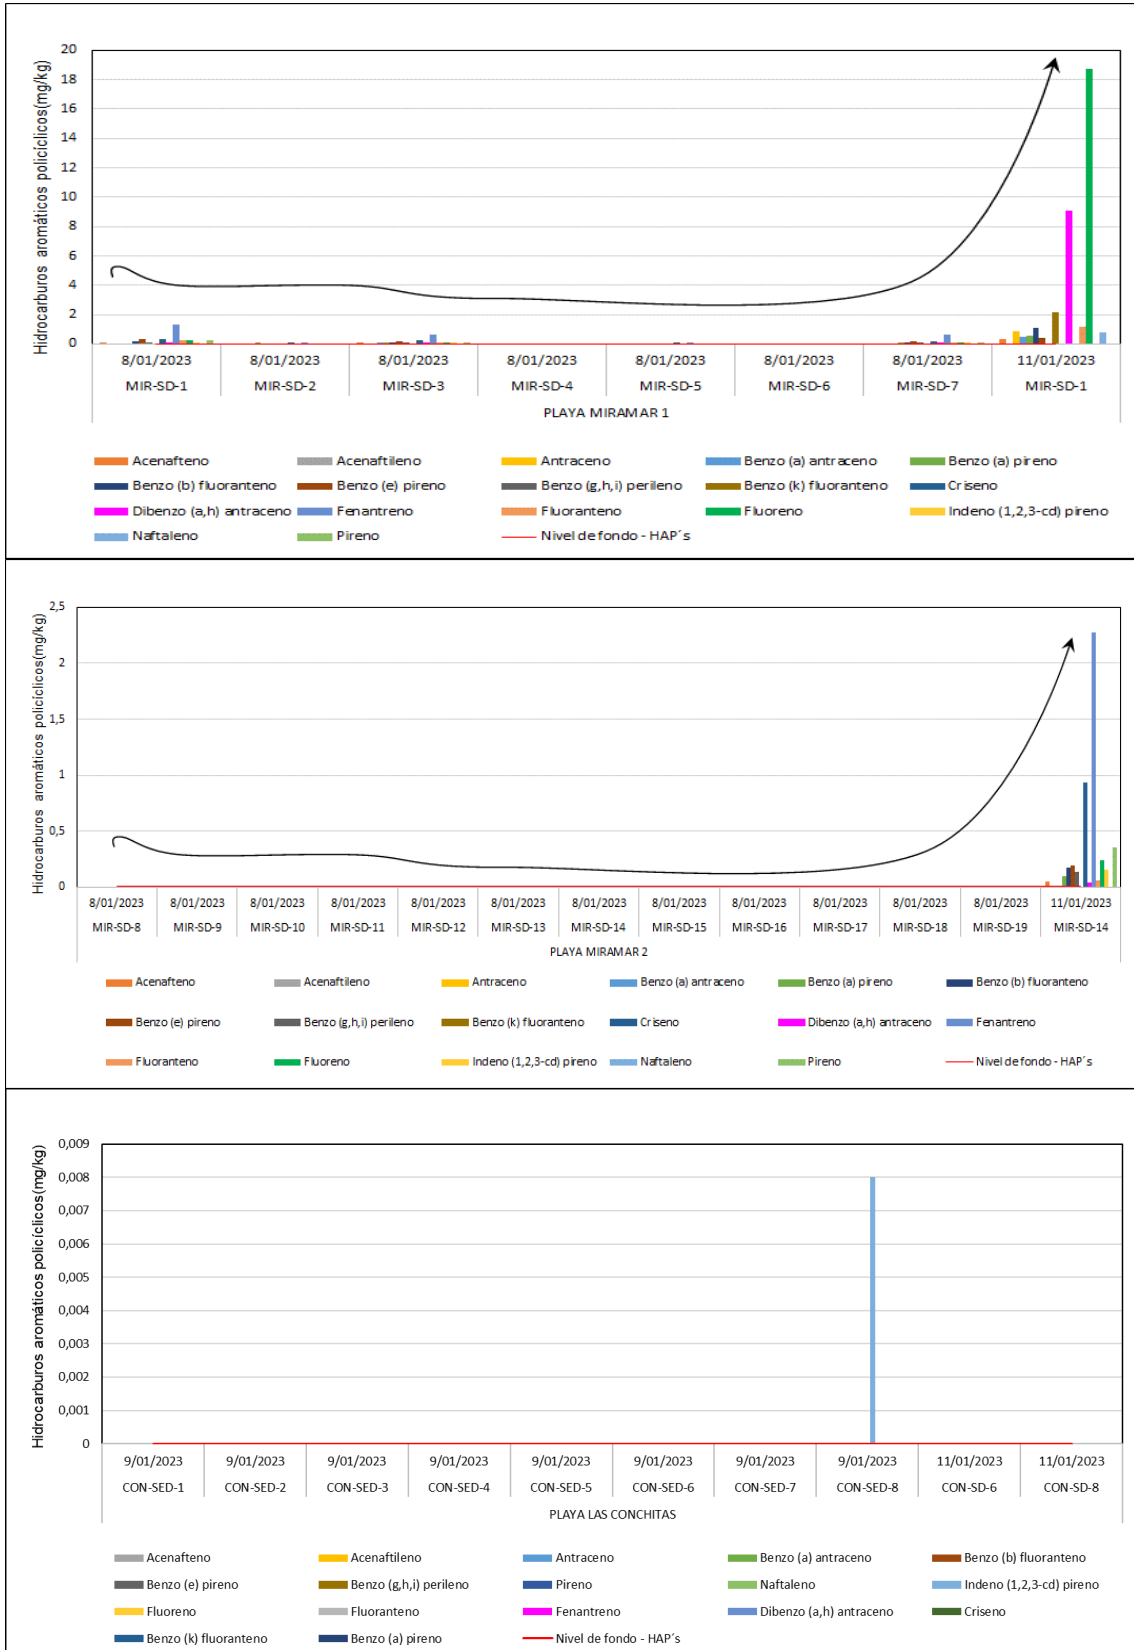 Hidrocarburos aromáticos policíclicos(mg/kg)
20
18
16
14
12
10
8
6
4
2
0
8/01/2023 8/01/2023 8/01/2023 8/01/2023 8/01/2023 8/01/2023 8/01/2023 11/01/2023
MIR-SD-1 MIR-SD-2 MIR-SD-3 MIR-SD-4 MIR-SD-5 MIR-SD-6 MIR-SD-7 MIR-SD-1
PLAYA MIRAMAR 1
Acenafteno Acenaftileno Antraceno Benzo (a) antraceno Benzo (a) pireno
Benzo (b) fluoranteno Benzo (e) pireno Benzo (g,h,i) perileno Benzo (k) fluoranteno Criseno
Dibenzo (a,h) antraceno Fenantreno Fluoranteno Fluoreno Indeno (1,2,3-cd) pireno
Naftaleno Pireno Nivel de fondo - HAP´s
Hidrocarburos aromáticos policíclicos(mg/kg)
2,5
2
1,5
1
0,5
0
8/01/2023 8/01/2023 8/01/2023 8/01/2023 8/01/2023 8/01/2023 8/01/2023 8/01/2023 8/01/2023 8/01/2023 8/01/2023 8/01/2023 11/01/2023
MIR-SD-8 MIR-SD-9 MIR-SD-10 MIR-SD-11 MIR-SD-12 MIR-SD-13 MIR-SD-14 MIR-SD-15 MIR-SD-16 MIR-SD-17 MIR-SD-18 MIR-SD-19 MIR-SD-14
PLAYA MIRAMAR 2
Acenafteno Acenaftileno Antraceno Benzo (a) antraceno Benzo (a) pireno Benzo (b) fluoranteno
Benzo (e) pireno Benzo (g,h,i) perileno Benzo (k) fluoranteno Criseno Dibenzo (a,h) antraceno Fenantreno
Fluoranteno Fluoreno Indeno (1,2,3-cd) pireno Naftaleno Pireno Nivel de fondo - HAP´s
Hidrocarburos aromáticos policíclicos(mg/kg)
0,009
0,008
0,007
0,006
0,005
0,004
0,003
0,002
0,001
0
9/01/2023 9/01/2023 9/01/2023 9/01/2023 9/01/2023 9/01/2023 9/01/2023 9/01/2023 11/01/2023 11/01/2023
CON-SED-1 CON-SED-2 CON-SED-3 CON-SED-4 CON-SED-5 CON-SED-6 CON-SED-7 CON-SED-8 CON-SD-6 CON-SD-8
PLAYA LAS CONCHITAS
Acenafteno Acenaftileno Antraceno Benzo (a) antraceno Benzo (b) fluoranteno
Benzo (e) pireno Benzo (g,h,i) perileno Pireno Naftaleno Indeno (1,2,3-cd) pireno
Fluoreno Fluoranteno Fenantreno Dibenzo (a,h) antraceno Criseno
Benzo (k) fluoranteno Benzo (a) pireno Nivel de fondo - HAP´s